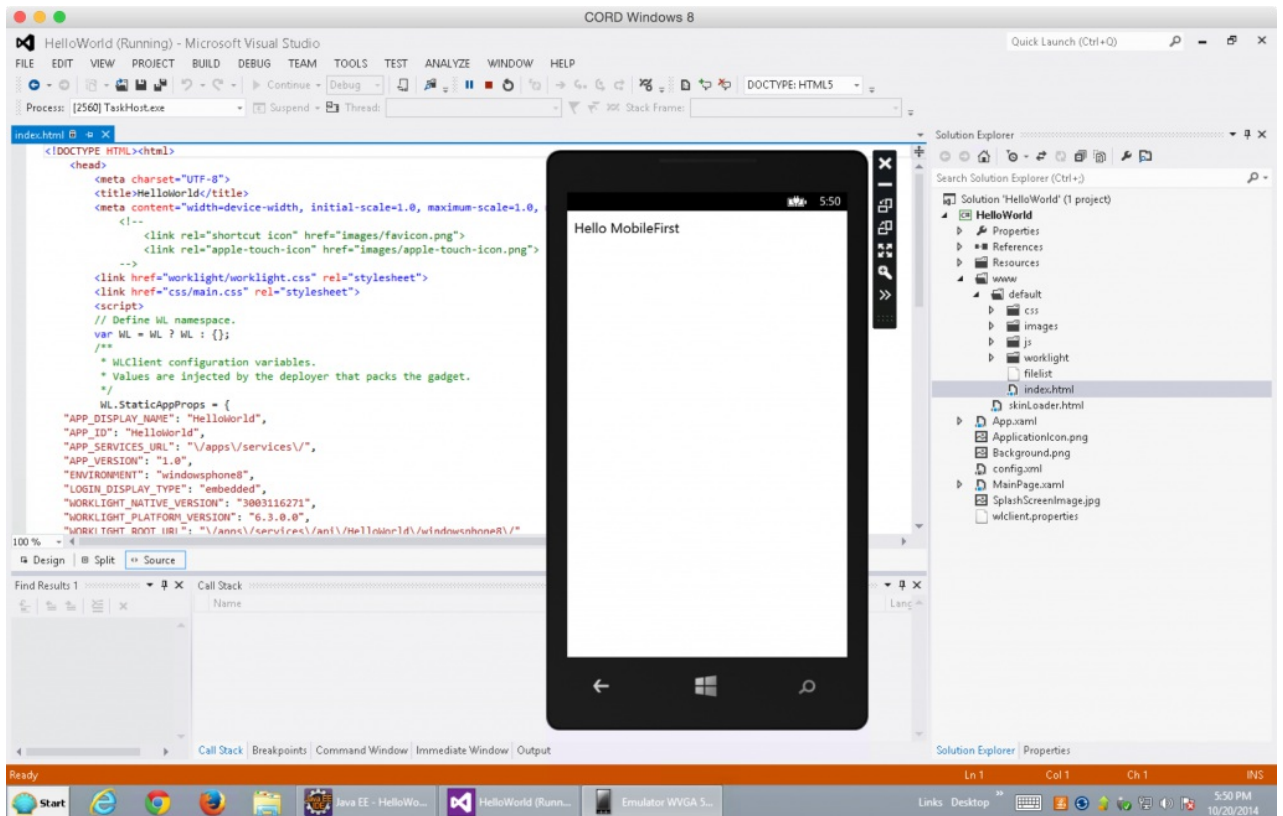 CORD Windows 8
HelloWorld (Running) - Microsoft Visual Studio
Quick Launch (Ctrl+Q)
FILE EDIT VIEW PROJECT BUILD DEBUG TEAM TOOLS TEST ANALYZE WINDOW HELP
Continue Debug DOCTYPE: HTML5
Process: [2560] TaskHost.exe Suspend Thread: Stack Frame:
index.html
<!DOCTYPE HTML><html>
<head>
<meta charset="UTF-8">
<title>HelloWorld</title>
<meta content="width=device-width, initial-scale=1.0, maximum-scale=1.0,
<!--
<link rel="shortcut icon" href="images/favicon.png">
<link rel="apple-touch-icon" href="images/apple-touch-icon.png">
-->
<link href="worklight/worklight.css" rel="stylesheet">
<link href="css/main.css" rel="stylesheet">
<script>
// Define WL namespace.
var WL = WL ? WL : {};
/**
* WLClient configuration variables.
* Values are injected by the deployer that packs the gadget.
*/
WL.StaticAppProps = {
"APP_DISPLAY_NAME": "HelloWorld",
"APP_ID": "HelloWorld",
"APP_SERVICES_URL": "\/apps\/services\/",
"APP_VERSION": "1.0",
"ENVIRONMENT": "windowsphone8",
"LOGIN_DISPLAY_TYPE": "embedded",
"WORKLIGHT_NATIVE_VERSION": "3003116271",
"WORKLIGHT_PLATFORM_VERSION": "6.3.0.0",
"WORKLIGHT_ROOT_URL": "\/apps\/services\/api\/HelloWorld\/windowsphone8\/"
100 %
Design Split Source
5:50
Hello MobileFirst
Solution Explorer
Search Solution Explorer (Ctrl+;)
Solution 'HelloWorld' (1 project)
HelloWorld
Properties
References
Resources
www
default
css
images
js
worklight
filelist
index.html
skinLoader.html
App.xaml
ApplicationIcon.png
Background.png
config.xml
MainPage.xaml
SplashScreenImage.jpg
wlclient.properties
Find Results 1
Call Stack
Name
Lang
Call Stack Breakpoints Command Window Immediate Window Output
Solution Explorer Properties
Ready
Ln 1 Col 1 Ch 1 INS
Start
Java EE - HelloWo...
HelloWorld (Runn...
Emulator WVGA 5...
Links Desktop
5:50 PM
10/20/2014